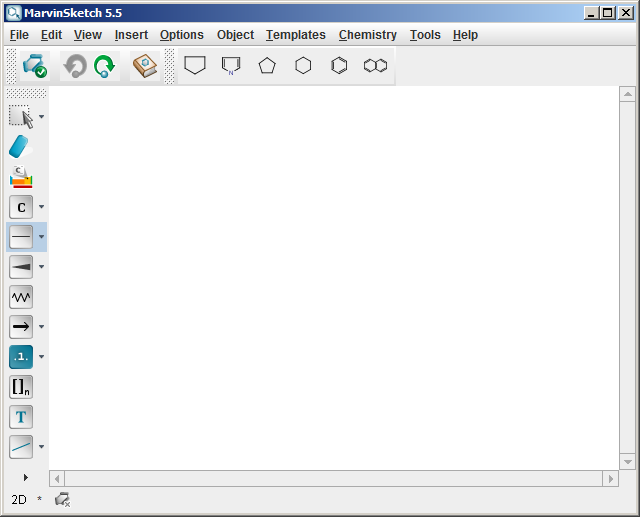 MarvinSketch 5.5
File Edit View Insert Options Object Templates Chemistry Tools Help
N
C
C
.1.
[]n
T
2D *